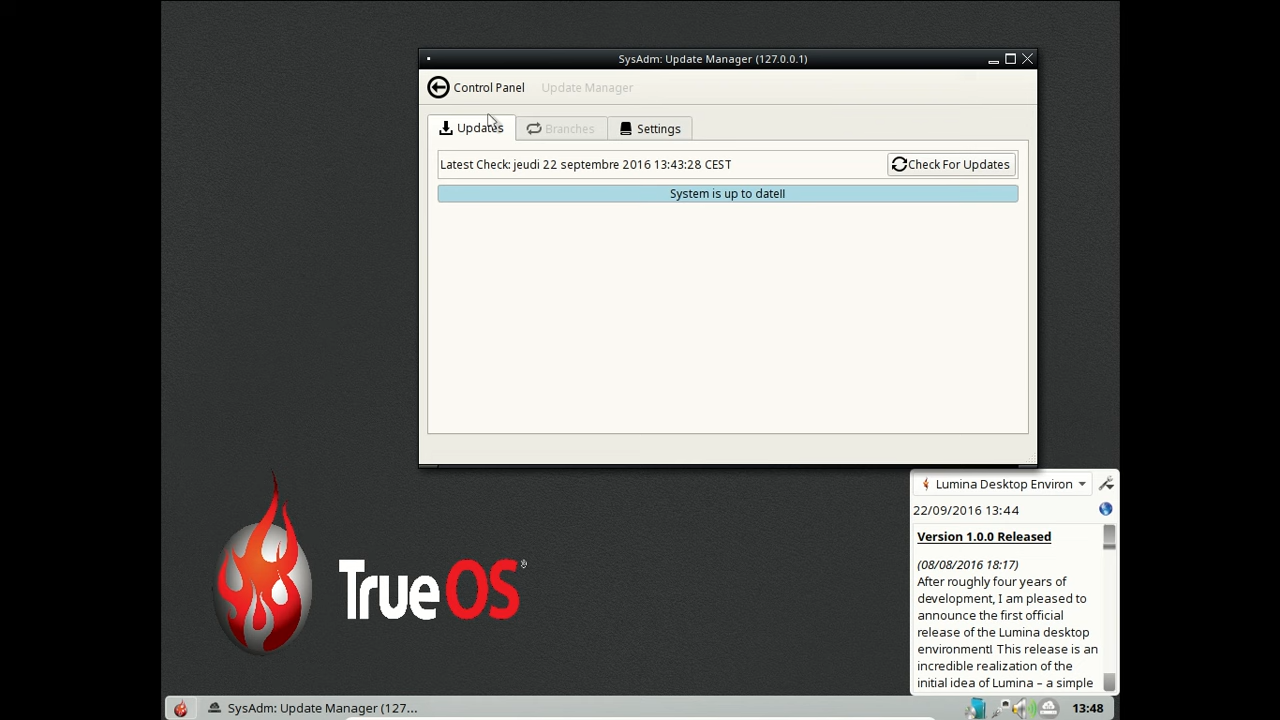 SysAdm: Update Manager (127.0.0.1)
Control Panel Update Manager
Updates Branches Settings
Latest Check: jeudi 22 septembre 2016 13:43:28 CEST Check For Updates
System is up to date!!
TrueOS®
Lumina Desktop Environ
22/09/2016 13:44
Version 1.0.0 Released
(08/08/2016 18:17)
After roughly four years of
development, I am pleased to
announce the first official
release of the Lumina desktop
environment! This release is an
incredible realization of the
initial idea of Lumina – a simple
SysAdm: Update Manager (127... 13:48